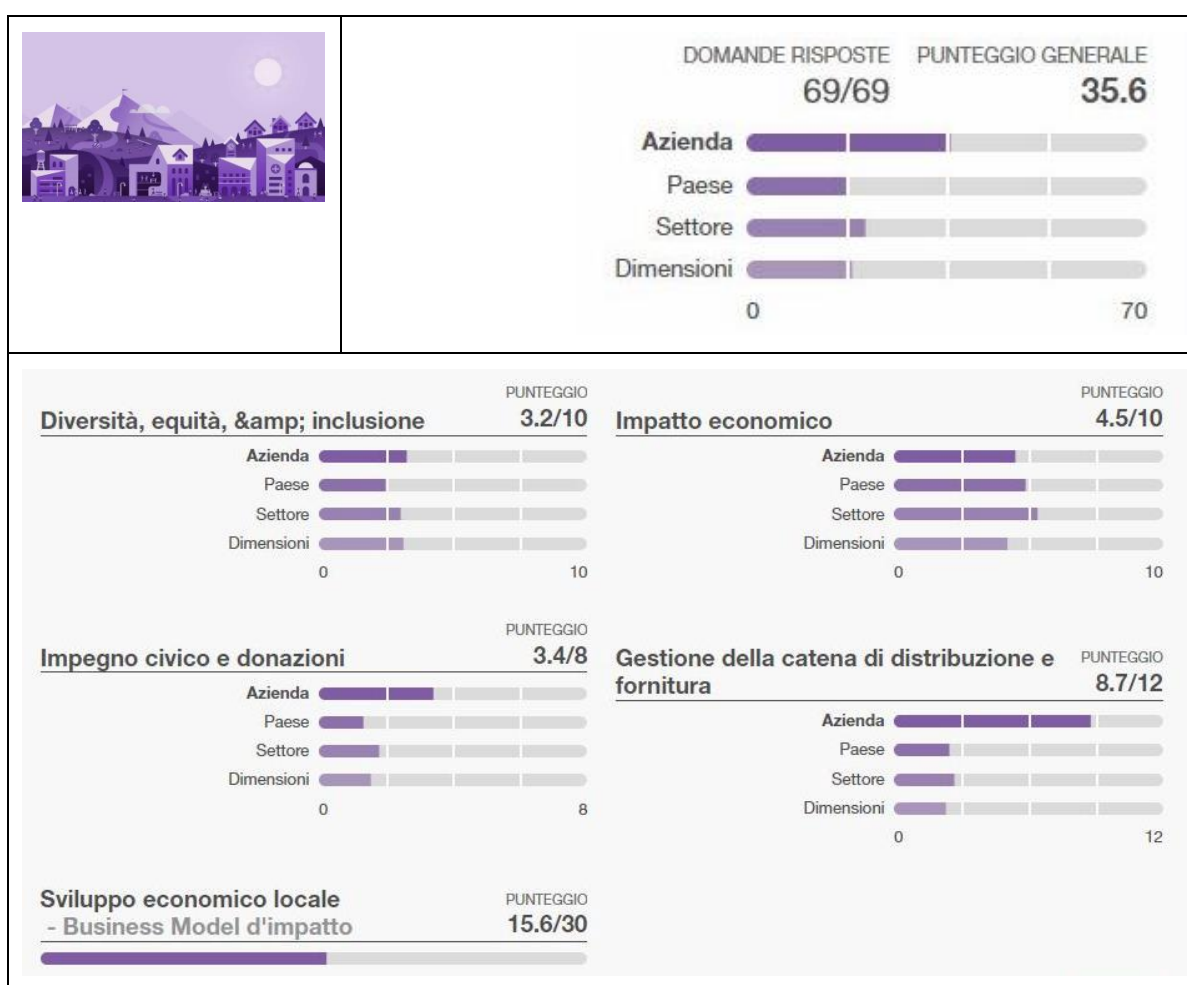 DOMANDE RISPOSTE PUNTEGGIO GENERALE
69/69 35.6
Azienda
Paese
Settore
Dimensioni
0 70
PUNTEGGIO
Diversità, equità, &amp; inclusione 3.2/10
Azienda
Paese
Settore
Dimensioni
0 10
PUNTEGGIO
Impatto economico 4.5/10
Azienda
Paese
Settore
Dimensioni
0 10
PUNTEGGIO
Impegno civico e donazioni 3.4/8
Azienda
Paese
Settore
Dimensioni
0 8
Gestione della catena di distribuzione e PUNTEGGIO
fornitura 8.7/12
Azienda
Paese
Settore
Dimensioni
0 12
Sviluppo economico locale PUNTEGGIO
- Business Model d'impatto 15.6/30